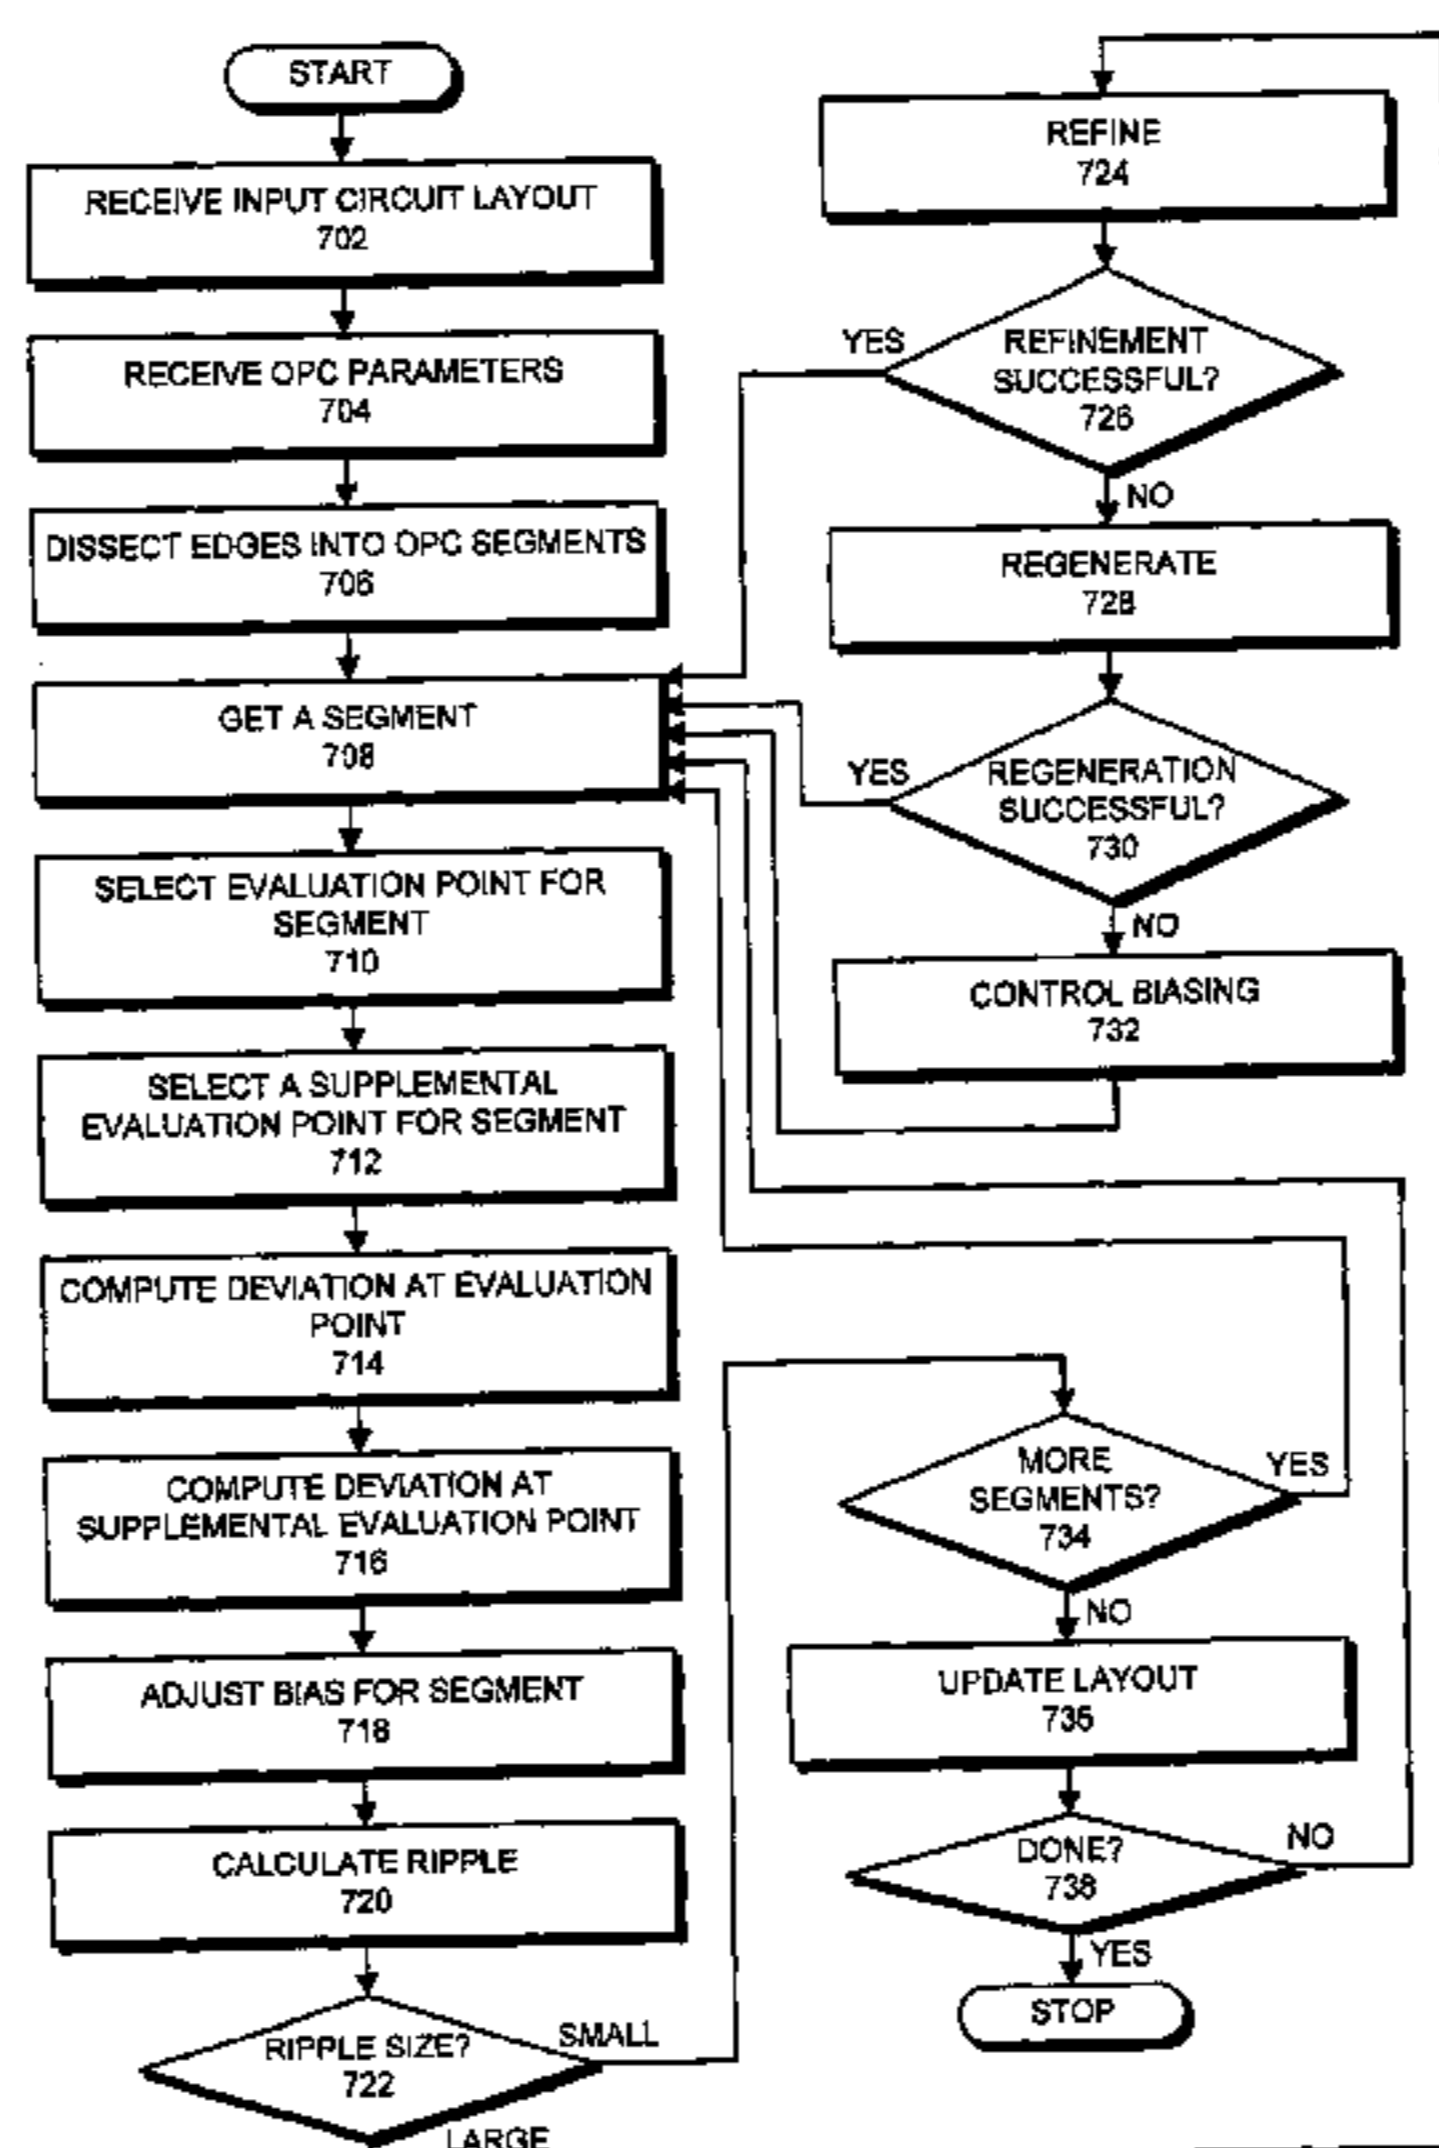 START
RECEIVE INPUT CIRCUIT LAYOUT
702
RECEIVE OPC PARAMETERS
704
DISSECT EDGES INTO OPC SEGMENTS
706
GET A SEGMENT
708
SELECT EVALUATION POINT FOR
SEGMENT
710
SELECT A SUPPLEMENTAL
EVALUATION POINT FOR SEGMENT
712
COMPUTE DEVIATION AT EVALUATION
POINT
714
COMPUTE DEVIATION AT
SUPPLEMENTAL EVALUATION POINT
716
ADJUST BIAS FOR SEGMENT
718
CALCULATE RIPPLE
720
RIPPLE SIZE?
722
SMALL
LARGE
REFINE
724
YES
REFINEMENT
SUCCESSFUL?
726
NO
REGENERATE
728
YES
REGENERATION
SUCCESSFUL?
730
NO
CONTROL BIASING
732
MORE
SEGMENTS?
734
YES
NO
UPDATE LAYOUT
736
DONE?
738
NO
YES
STOP